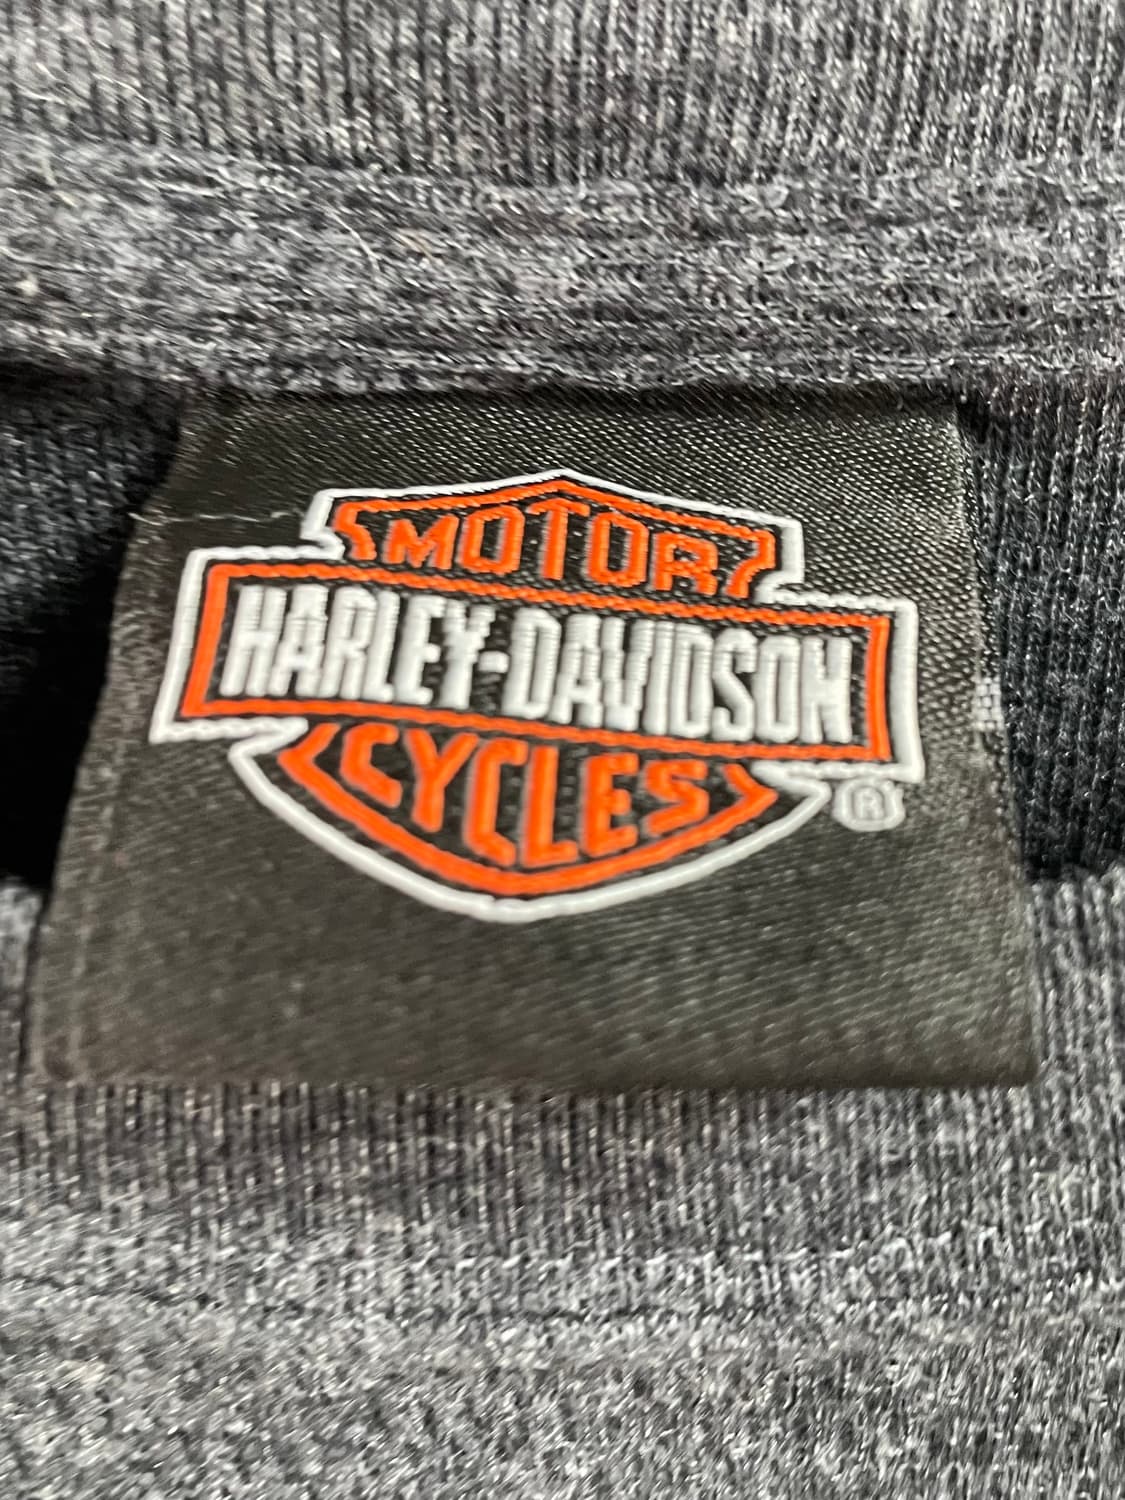 MOTOR
HARLEY-DAVIDSON
CYCLES
®